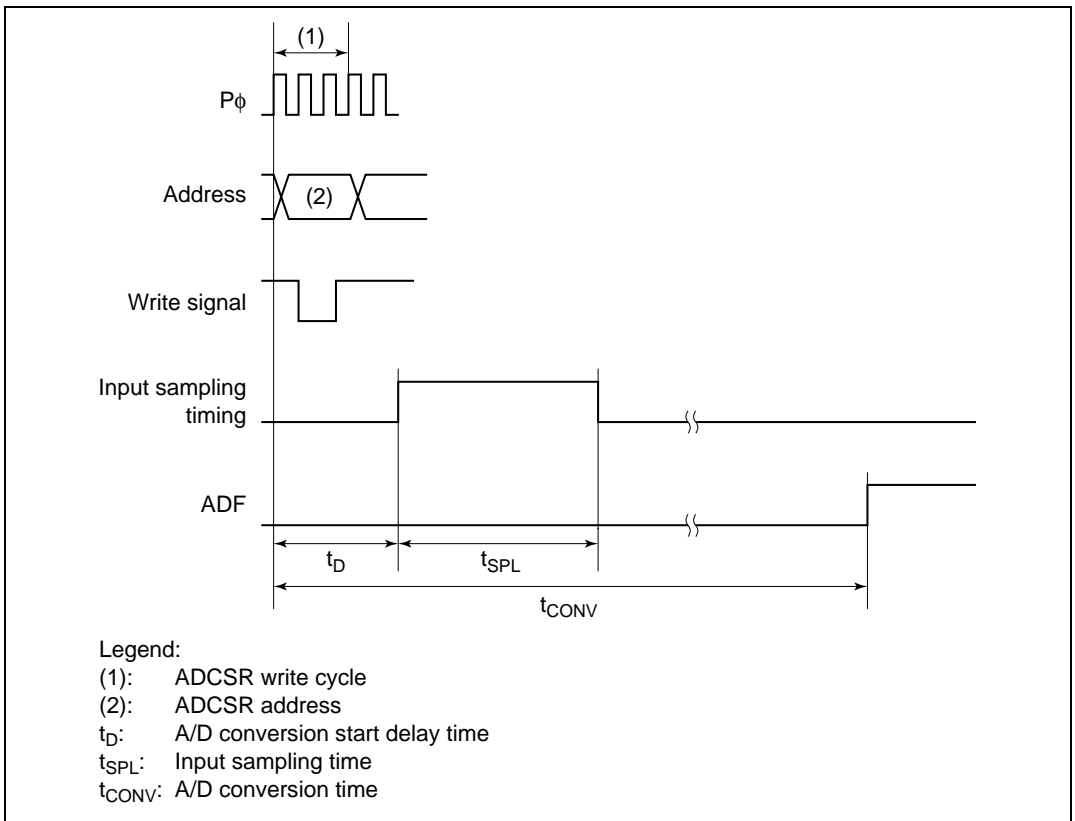 (1)
Pϕ
Address
(2)
Write signal
Input sampling
timing
ADF
tD
tSPL
tCONV
Legend:
(1): ADCSR write cycle
(2): ADCSR address
tD: A/D conversion start delay time
tSPL: Input sampling time
tCONV: A/D conversion time